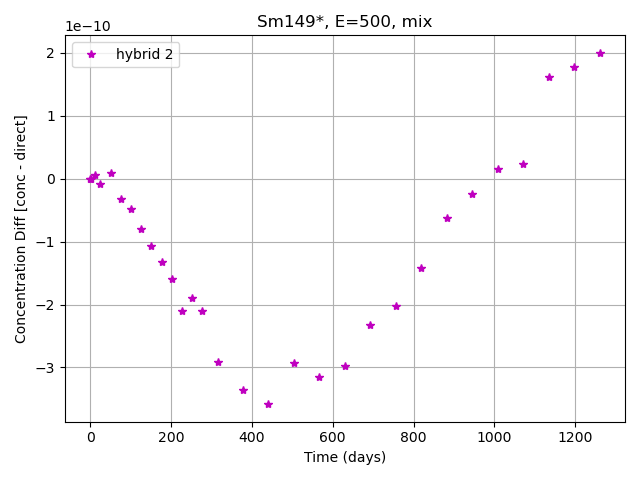 Sm149*, E=500, mix
1e−10
hybrid 2
2
1
0
−1
−2
−3
Concentration Diff [conc - direct]
0 200 400 600 800 1000 1200
Time (days)